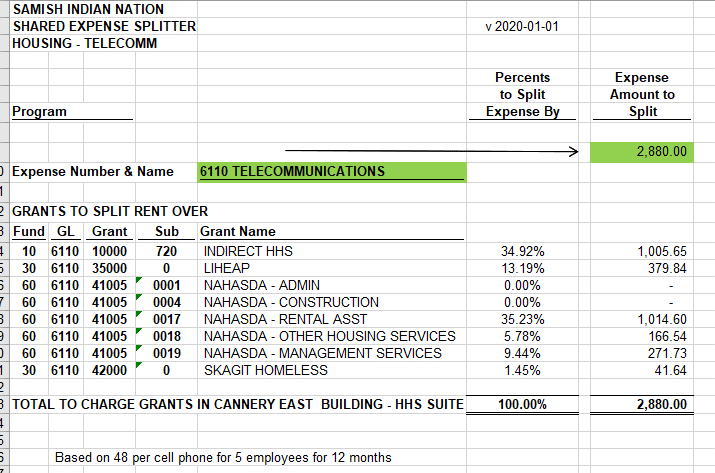 SAMISH INDIAN NATION
SHARED EXPENSE SPLITTER v 2020-01-01
HOUSING - TELECOMM
Percents Expense
to Split Amount to
Program Expense By Split
2,880.00
Expense Number & Name 6110 TELECOMMUNICATIONS
GRANTS TO SPLIT RENT OVER
Fund GL Grant Sub Grant Name
10 6110 10000 720 INDIRECT HHS 34.92% 1,005.65
30 6110 35000 0 LIHEAP 13.19% 379.84
60 6110 41005 0001 NAHASDA - ADMIN 0.00% -
60 6110 41005 0004 NAHASDA - CONSTRUCTION 0.00% -
60 6110 41005 0017 NAHASDA - RENTAL ASST 35.23% 1,014.60
60 6110 41005 0018 NAHASDA - OTHER HOUSING SERVICES 5.78% 166.54
60 6110 41005 0019 NAHASDA - MANAGEMENT SERVICES 9.44% 271.73
30 6110 42000 0 SKAGIT HOMELESS 1.45% 41.64
TOTAL TO CHARGE GRANTS IN CANNERY EAST BUILDING - HHS SUITE 100.00% 2,880.00
Based on 48 per cell phone for 5 employees for 12 months